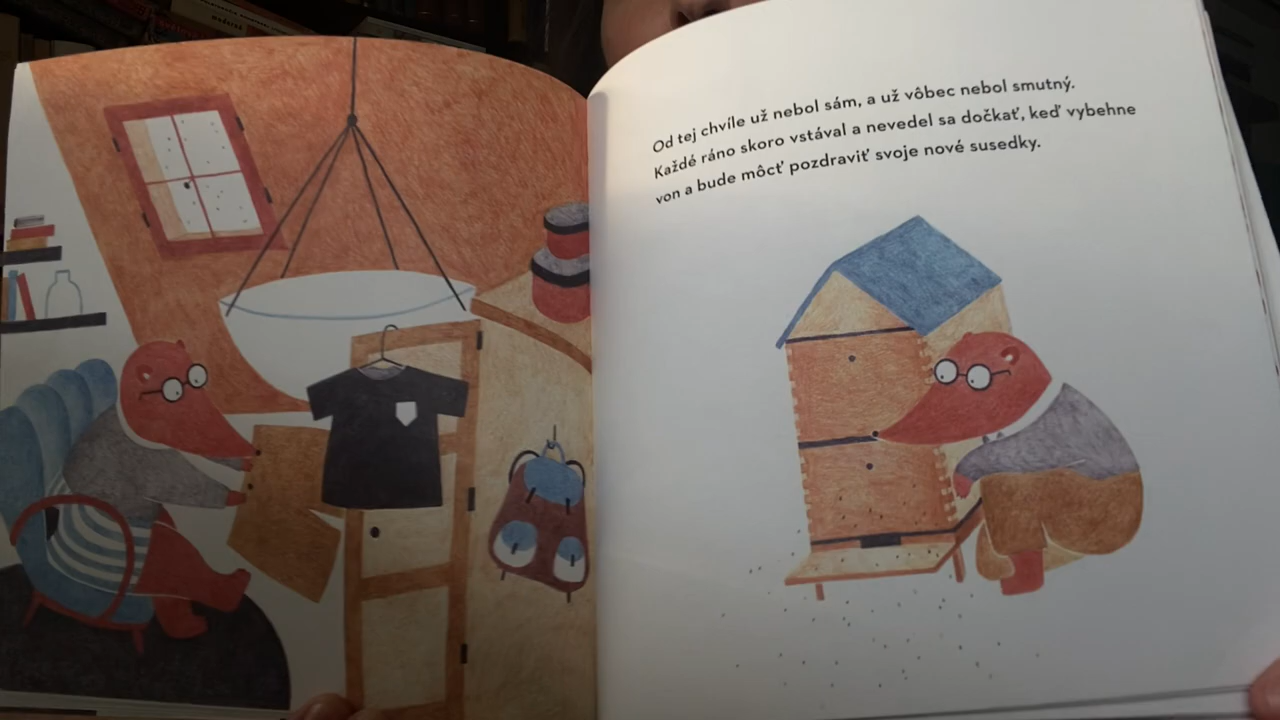 Od tej chvíle už nebol sám, a už vôbec nebol smutný.
Každé ráno skoro vstával a nevedel sa dočkať, keď vybehne
von a bude môcť pozdraviť svoje nové susedky.